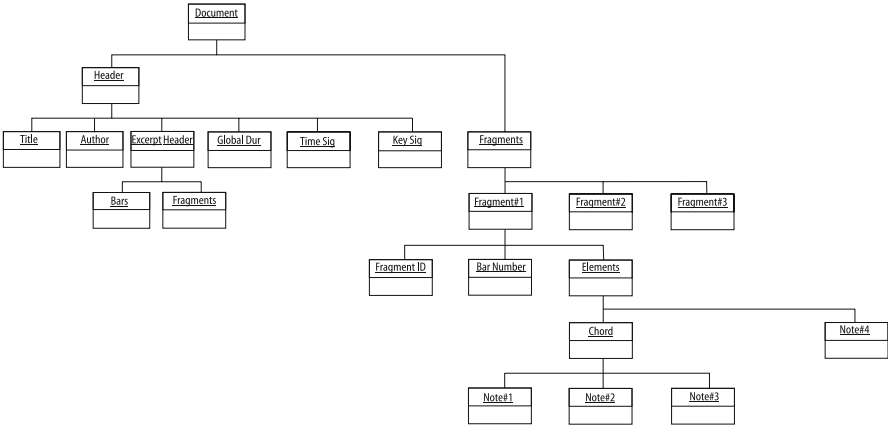 Document
Header
Title
Author
Excerpt Header
Global Dur
Time Sig
Key Sig
Fragments
Bars
Fragments
Fragment#1
Fragment#2
Fragment#3
Fragment ID
Bar Number
Elements
Chord
Note#4
Note#1
Note#2
Note#3